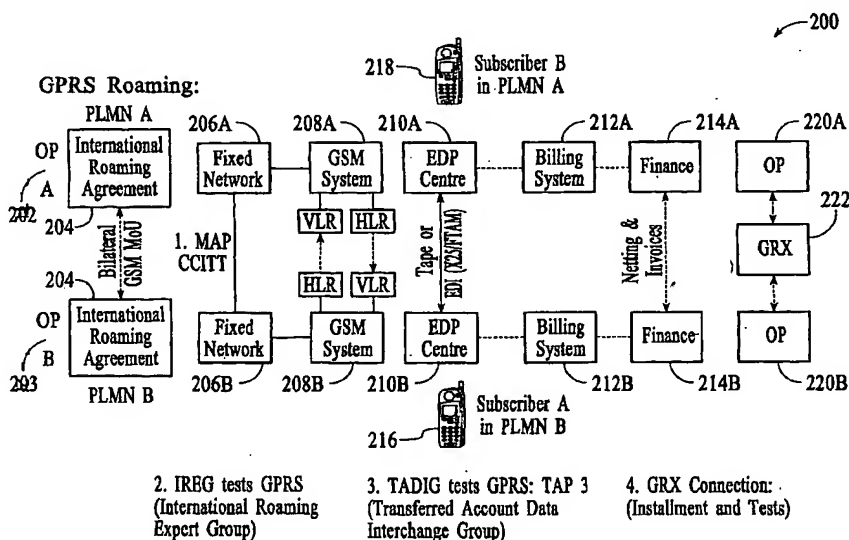 200
218
Subscriber B
in PLMN A
GPRS Roaming:
PLMN A
206A
208A
210A
212A
214A
220A
OP
A
202
International
Roaming
Agreement
204
Fixed
Network
GSM
System
EDP
Centre
Billing
System
Finance
OP
222
VLR
HLR
GRX
Bilateral
GSM MoU
1. MAP
CCITT
Tape or
EDI (X25/FTAM)
Netting &
Invoices
204
HLR
VLR
OP
B
203
International
Roaming
Agreement
PLMN B
Fixed
Network
GSM
System
EDP
Centre
Billing
System
Finance
OP
206B
208B
210B
212B
214B
220B
216
Subscriber A
in PLMN B
2. IREG tests GPRS
(International Roaming
Expert Group)
3. TADIG tests GPRS: TAP 3
(Transferred Account Data
Interchange Group)
4. GRX Connection:
(Installment and Tests)